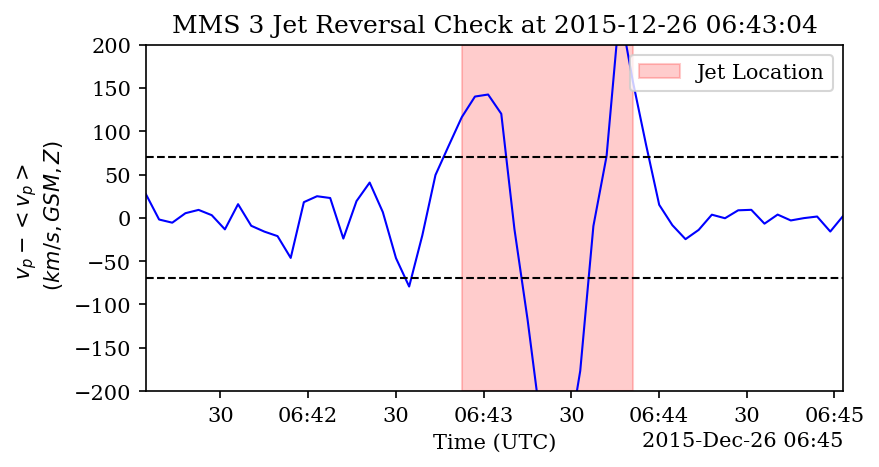 MMS 3 Jet Reversal Check at 2015-12-26 06:43:04
200
150
100
50
0
−50
−100
−150
−200
v_p − < v_p >
(km/s, GSM, Z)
Jet Location
30
06:42
30
06:43
30
06:44
30
06:45
Time (UTC)
2015-Dec-26 06:45